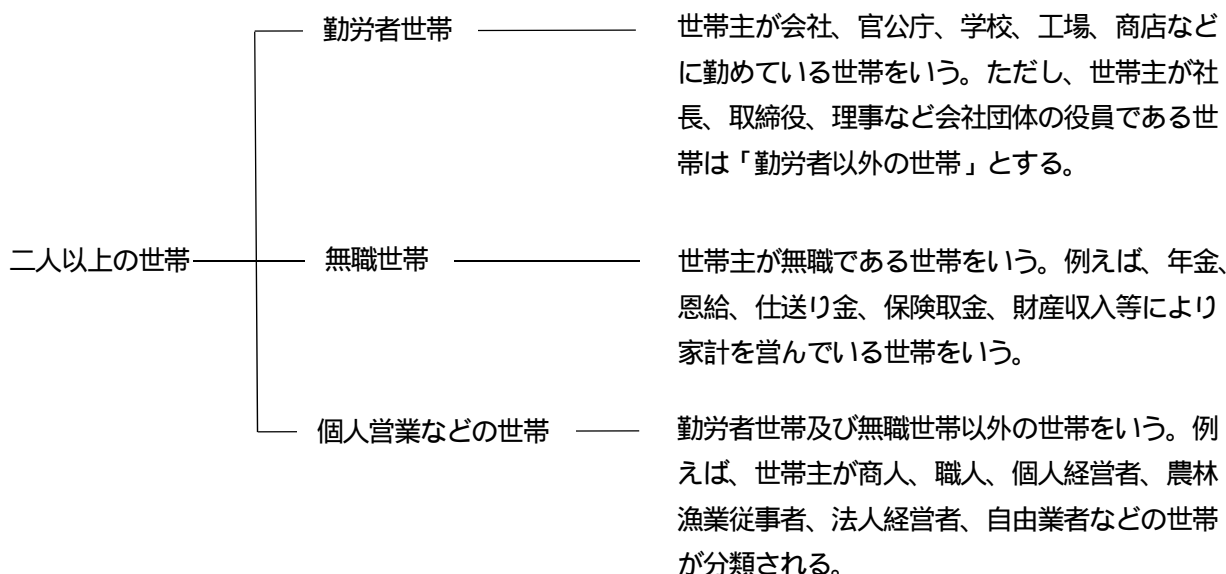 勤労者世帯
世帯主が会社、官公庁、学校、工場、商店など
に勤めている世帯をいう。ただし、世帯主が社
長、取締役、理事など会社団体の役員である世
帯は「勤労者以外の世帯」とする。
二人以上の世帯
無職世帯
世帯主が無職である世帯をいう。例えば、年金、
恩給、仕送り金、保険取金、財産収入等により
家計を営んでいる世帯をいう。
個人営業などの世帯
勤労者世帯及び無職世帯以外の世帯をいう。例
えば、世帯主が商人、職人、個人経営者、農林
漁業従事者、法人経営者、自由業者などの世帯
が分類される。